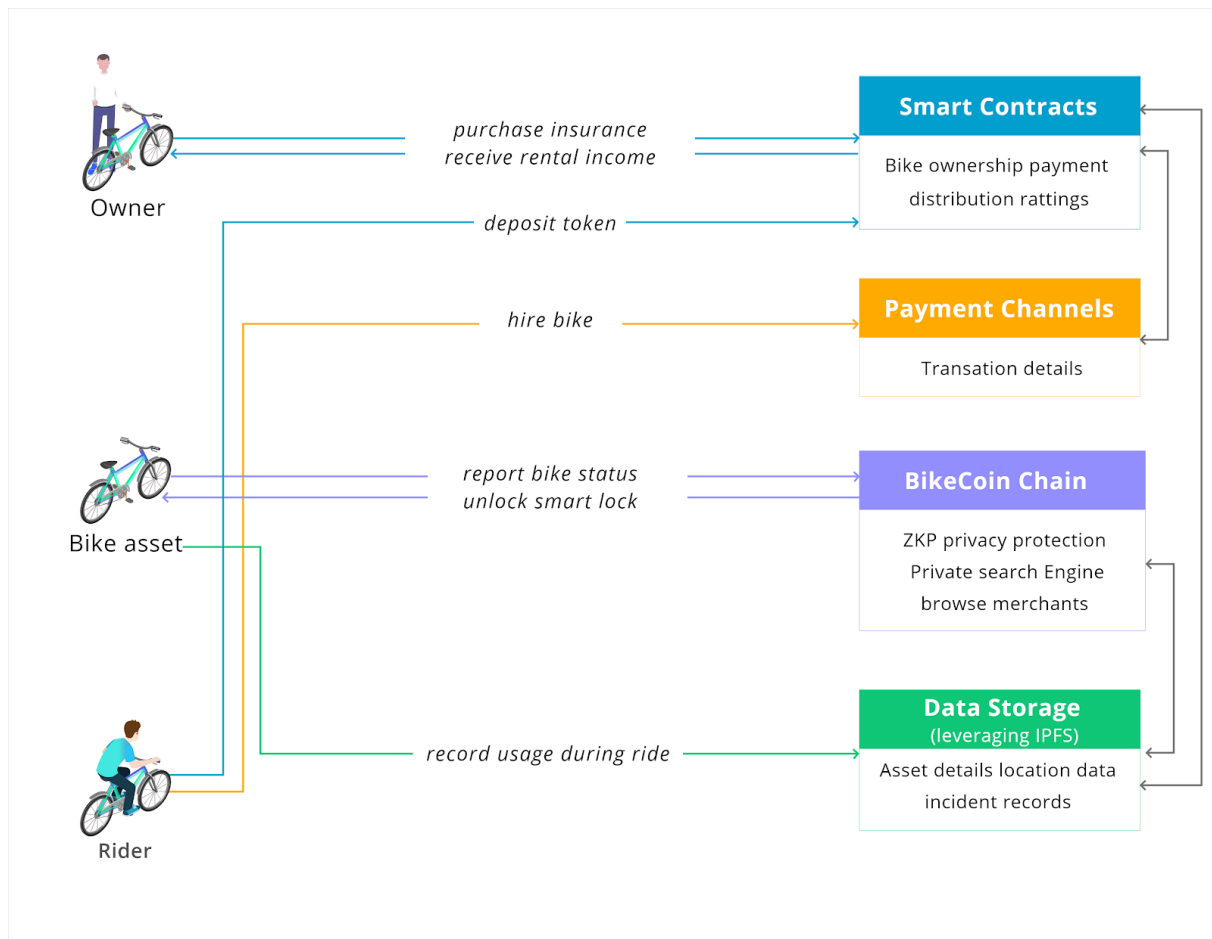 Smart Contracts
purchase insurance
receive rental income
Bike ownership payment
distribution rattings
Owner
deposit token
Payment Channels
hire bike
Transation details
report bike status
unlock smart lock
BikeCoin Chain
Bike asset
ZKP privacy protection
Private search Engine
browse merchants
Data Storage
(leveraging IPFS)
record usage during ride
Asset details location data
incident records
Rider